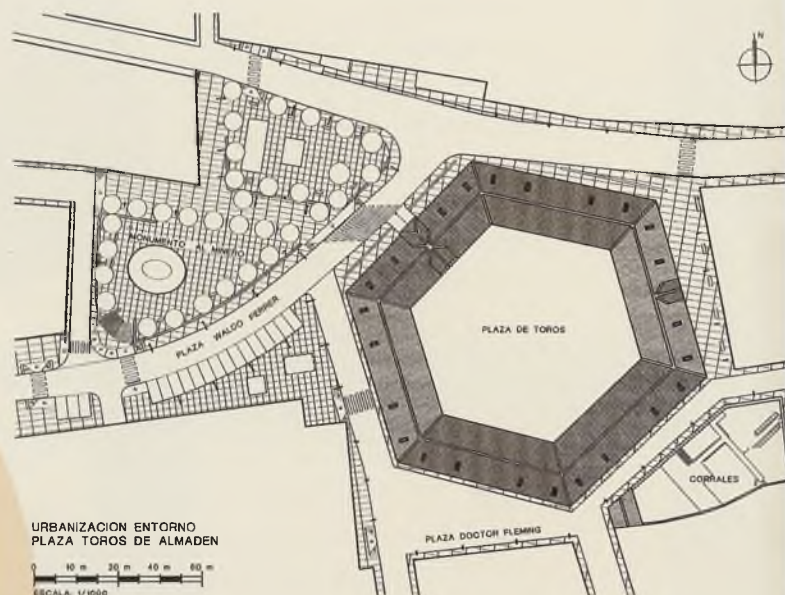 N
MONUMENTO AL MINERO
PLAZA WALDO FERRER
PLAZA DE TOROS
CORRALES
PLAZA DOCTOR FLEMING
URBANIZACION ENTORNO
PLAZA TOROS DE ALMADEN
0 10 m 20 m 40 m 60 m
ESCALA: 1/1000